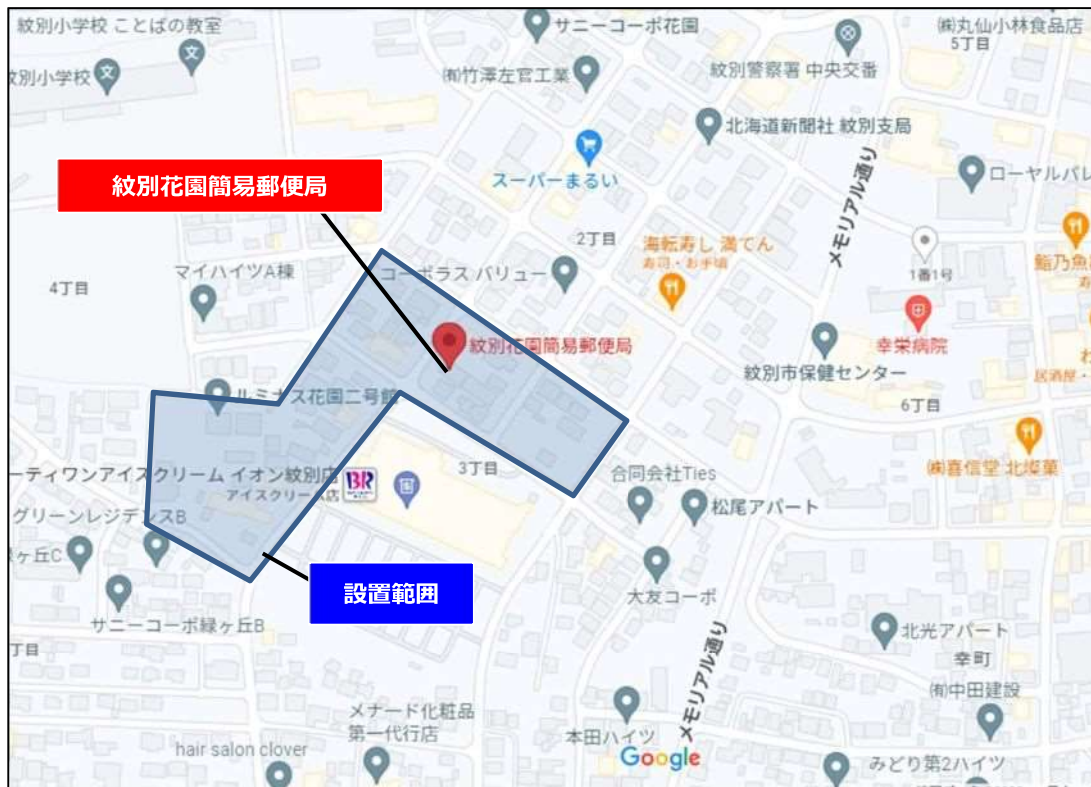 紋別小学校 ことばの教室
サニーコーポ花園
㈱丸仙小林食品店
5丁目
紋別小学校
㈲竹澤左官工業
紋別警察署 中央交番
北海道新聞社 紋別支局
紋別花園簡易郵便局
スーパーまるい
メモリアル通り
ローヤルパレ
2丁目
海転寿し 満てん
寿司・お手頃
1番1号
鮨乃魚
マイハイツA棟
コーポラス バリュー
4丁目
紋別花園簡易郵便局
幸栄病院
紋別市保健センター
居酒屋・
ルミナス花園二号館
6丁目
3丁目
合同会社Ties
㈱喜信堂 北燦菓
ーティワンアイスクリーム イオン紋別店
アイスクリーム店
BR
松尾アパート
グリーンレジデンスB
ヶ丘C
設置範囲
大友コーポ
サニーコーポ緑ヶ丘B
北光アパート
丁目
幸町
メモリアル通り
㈲中田建設
メナード化粧品
第一代行店
本田ハイツ
hair salon clover
Google
みどり第2ハイツ